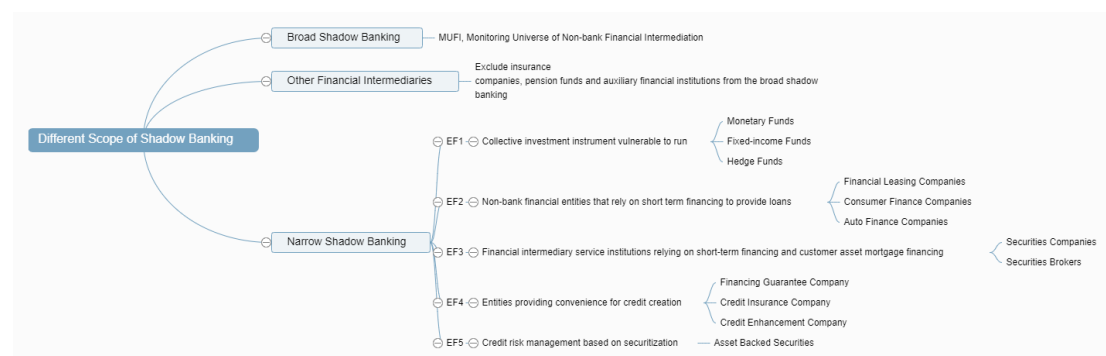 Different Scope of Shadow Banking
Broad Shadow Banking
MUFI, Monitoring Universe of Non-bank Financial Intermediation
Other Financial Intermediaries
Exclude insurance
companies, pension funds and auxiliary financial institutions from the broad shadow
banking
Narrow Shadow Banking
EF1
Collective investment instrument vulnerable to run
Monetary Funds
Fixed-income Funds
Hedge Funds
EF2
Non-bank financial entities that rely on short term financing to provide loans
Financial Leasing Companies
Consumer Finance Companies
Auto Finance Companies
EF3
Financial intermediary service institutions relying on short-term financing and customer asset mortgage financing
Securities Companies
Securities Brokers
EF4
Entities providing convenience for credit creation
Financing Guarantee Company
Credit Insurance Company
Credit Enhancement Company
EF5
Credit risk management based on securitization
Asset Backed Securities